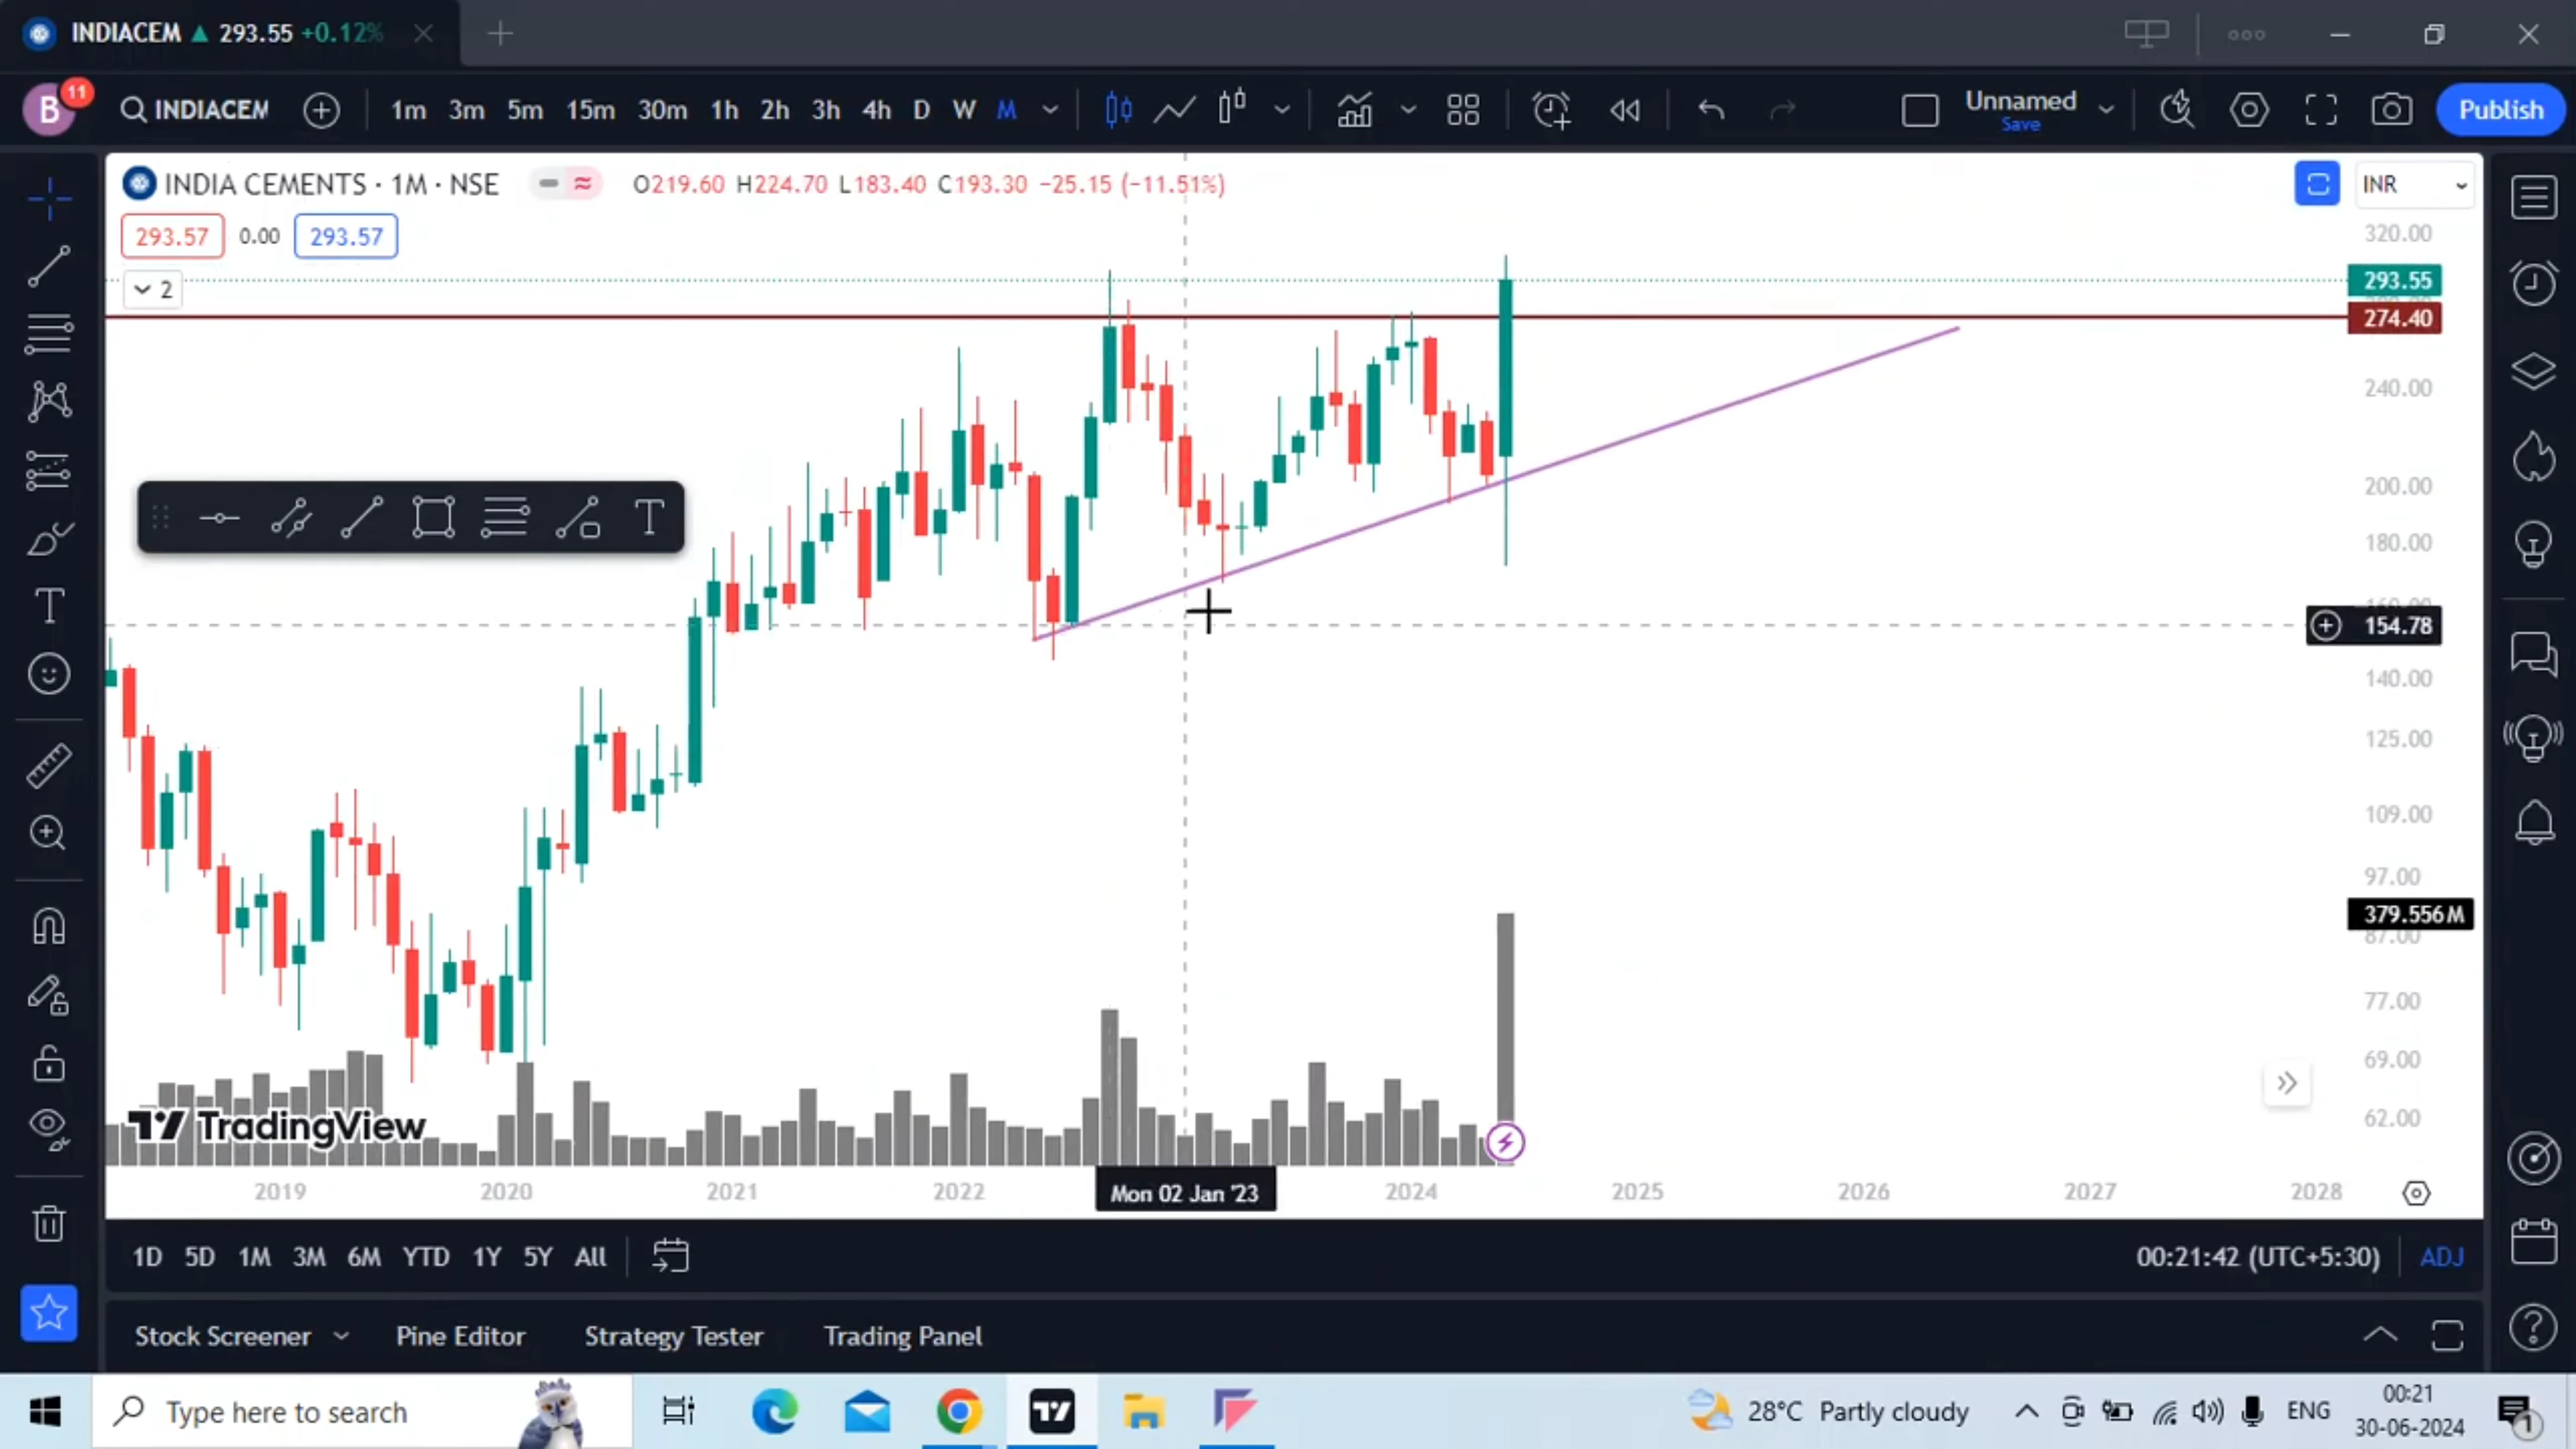 INDIACEM ▲ 293.55 +0.12%
B 11 INDIACEM 1m 3m 5m 15m 30m 1h 2h 3h 4h D W M Unnamed Save Publish
INDIA CEMENTS · 1M · NSE O219.60 H224.70 L183.40 C193.30 −25.15 (−11.51%) INR
293.57 0.00 293.57
2
320.00
293.55
274.40
240.00
200.00
180.00
154.78
140.00
125.00
109.00
97.00
379.556M
87.00
77.00
69.00
62.00
TradingView
2019 2020 2021 2022 Mon 02 Jan '23 2024 2025 2026 2027 2028
1D 5D 1M 3M 6M YTD 1Y 5Y All 00:21:42 (UTC+5:30) ADJ
Stock Screener Pine Editor Strategy Tester Trading Panel
Type here to search 28°C Partly cloudy ENG 00:21
30-06-2024 1